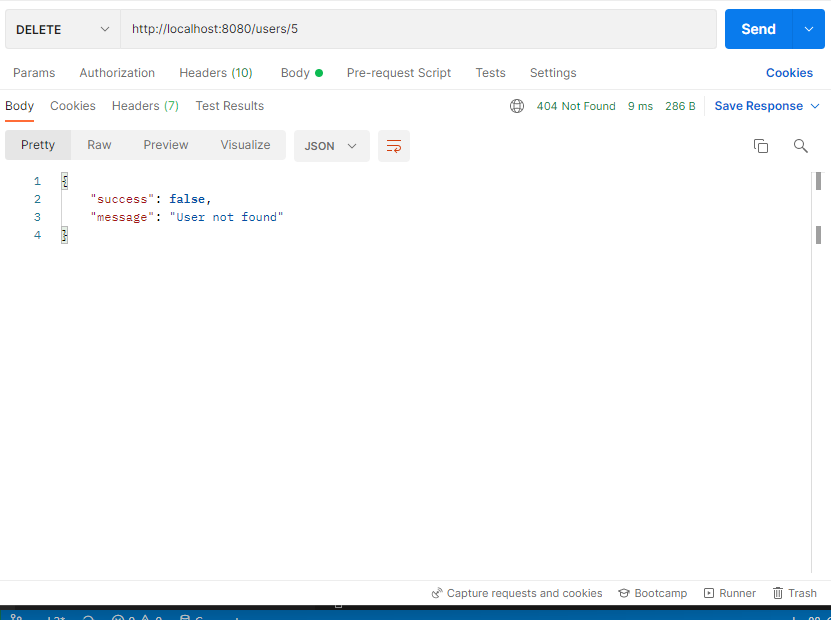 DELETE http://localhost:8080/users/5 Send
Params Authorization Headers (10) Body Pre-request Script Tests Settings Cookies
Body Cookies Headers (7) Test Results 404 Not Found 9 ms 286 B Save Response
Pretty Raw Preview Visualize JSON
1 {
2 "success": false,
3 "message": "User not found"
4 }
Capture requests and cookies Bootcamp Runner Trash